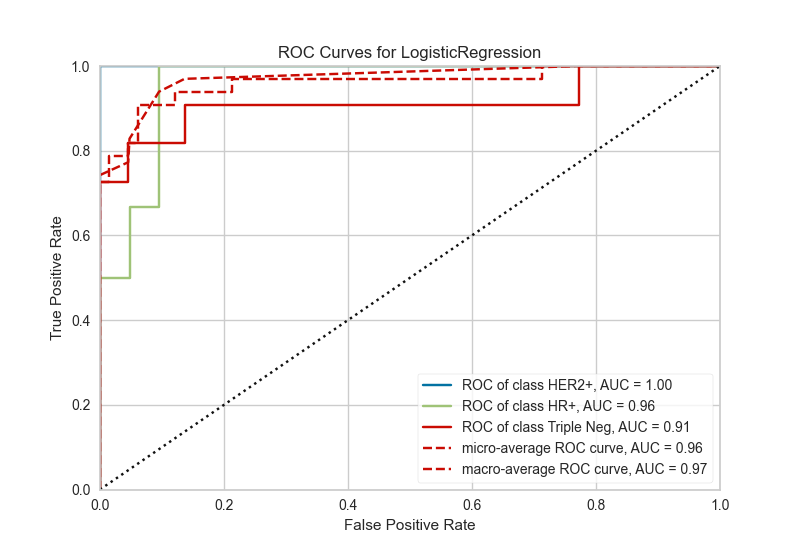 ROC Curves for LogisticRegression
1.0
0.8
0.6
0.4
0.2
0.0
True Positive Rate
ROC of class HER2+, AUC = 1.00
ROC of class HR+, AUC = 0.96
ROC of class Triple Neg, AUC = 0.91
micro-average ROC curve, AUC = 0.96
macro-average ROC curve, AUC = 0.97
0.0 0.2 0.4 0.6 0.8 1.0
False Positive Rate